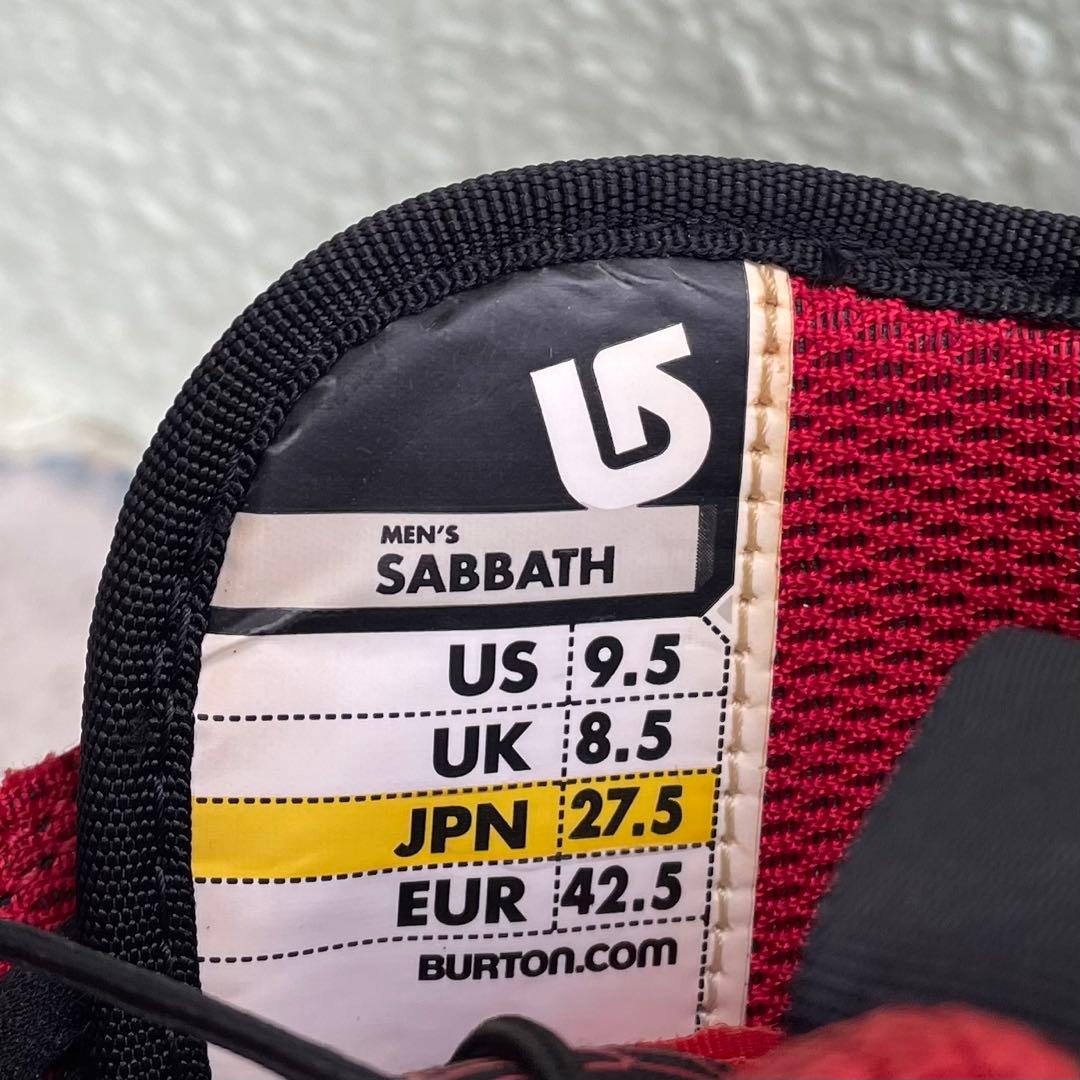 MEN'S
SABBATH
US 9.5
UK 8.5
JPN 27.5
EUR 42.5
BURTON.COM